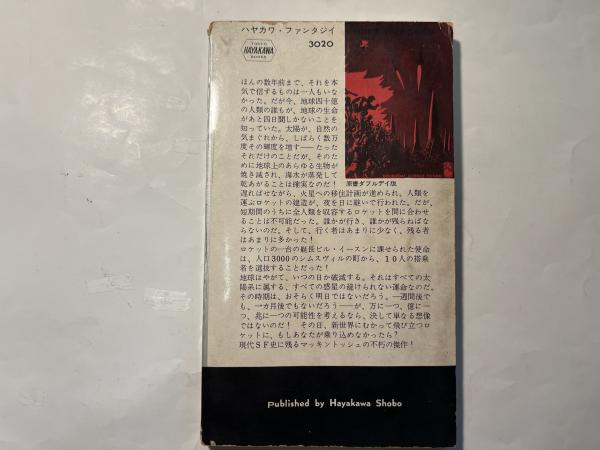 ハヤカワ・ファンタジイ
3020
TOKYO
HAYAKAWA
BOOKS
ほんの数年前まで、それを本
気で信ずるものは一人もいな
かった。だが今、地球四十億
の人類の誰もが、地球の生命
があと四日間しかないことを
知っていた。太陽が、自然の
気まぐれから、しばらく数万
度その輝度を増す――たった
それだけのことだが、そのた
めに地球上のあらゆる生物が
焼き滅され、海水が蒸発して
乾あがることは確実なのだ!
原書ダブルデイ版
遅ればせながら、火星への移住計画が進められ、人類を
運ぶロケットの建造が、夜を日に継いで行われた。だが、
短期間のうちに全人類を収容するロケットを間に合わせ
ることは不可能だった。誰かが行き、誰かが残らねばな
らないのだ。そして、行く者はあまりに少なく、残る者
はあまりに多かった!
ロケットの一台の艇長ビル・イースンに課せられた使命
は、人口3000のシムスヴィルの町から、10人の搭乗
者を選抜することだった!
地球はやがて、いつの日か破滅する。それはすべての太
陽系に属する、すべての惑星の避けられない運命なのだ。
その時期は、おそらく明日ではないだろう。一週間後で
も、一カ月後でもないだろう――が、万に一つ、億に一
つ、兆に一つの可能性を考えるなら、決して単なる想像
ではないのだ! その日、新世界にむかって飛び立つロ
ケットに、もしあなたが乗り込めなかったら?
現代SF史に残るマッキントッシュの不朽の傑作!
Published by Hayakawa Shobo